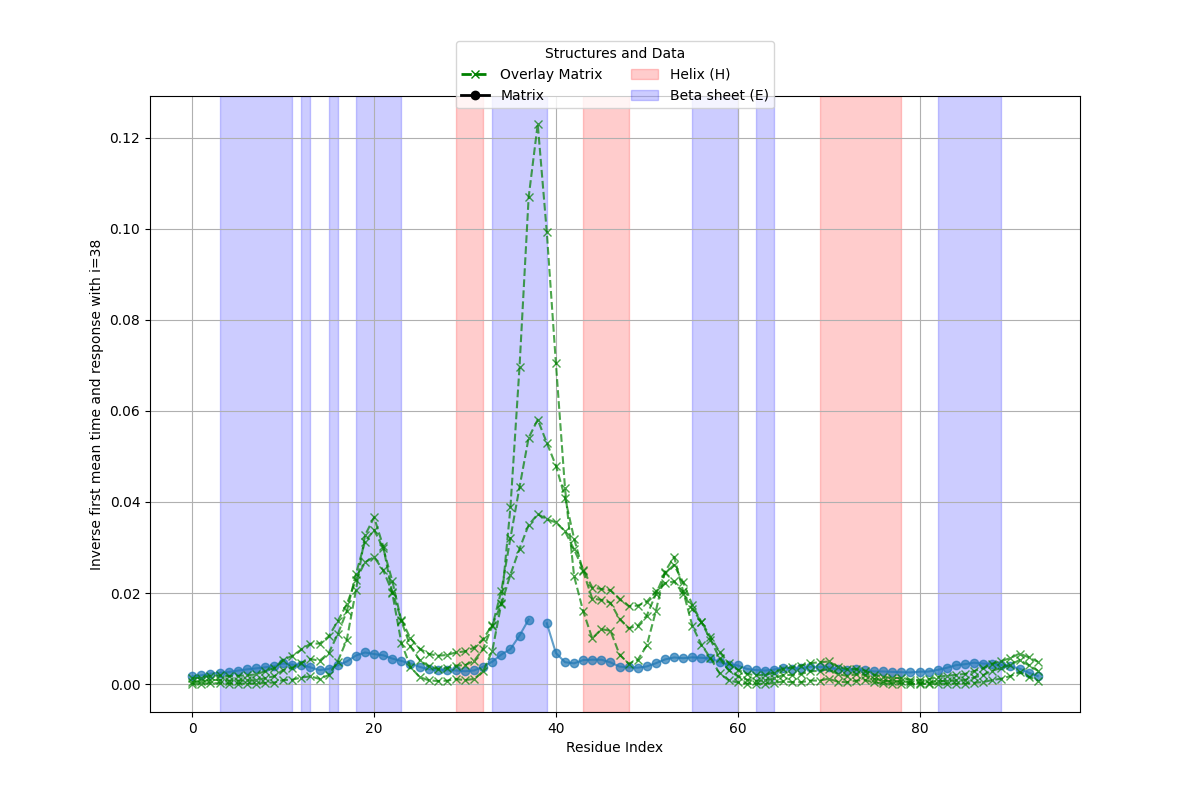 Structures and Data
Overlay Matrix
Matrix
Helix (H)
Beta sheet (E)
Inverse first mean time and response with i=38
0.12
0.10
0.08
0.06
0.04
0.02
0.00
0 20 40 60 80
Residue Index